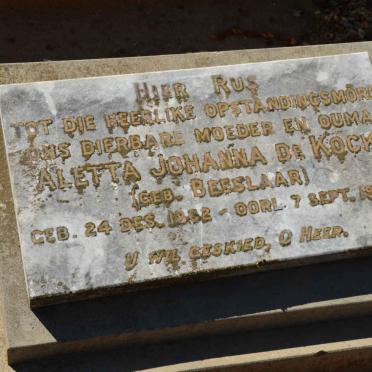 HIER RUS
TOT DIE HEERLIKE OPSTANDINGSMÔRE
ONS DIERBARE MOEDER EN OUMA
ALETTA JOHANNA DE KOCK
(GEB. BEESLAAR)
GEB. 24 DES. 1882 - OORL. 7 SEPT.
U WIL GESKIED, O HEER.